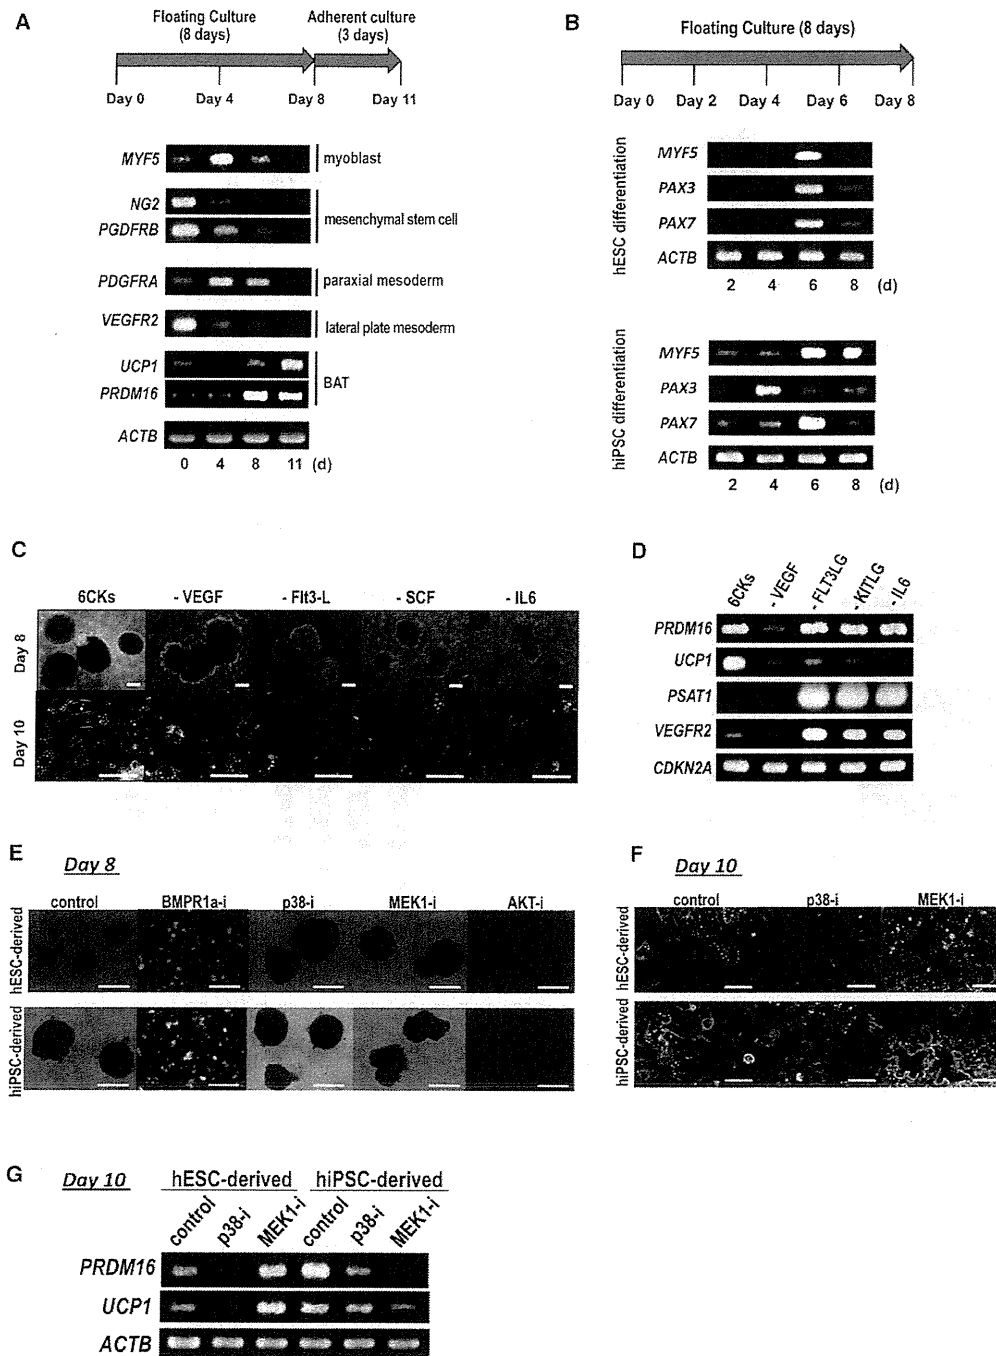 A
Floating Culture
(8 days)
Adherent culture
(3 days)
Day 0
Day 4
Day 8
Day 11
MYF5
myoblast
NG2
PGDFRB
mesenchymal stem cell
PDGFRA
paraxial mesoderm
VEGFR2
lateral plate mesoderm
UCP1
PRDM16
BAT
ACTB
0 4 8 11 (d)
B
Floating Culture (8 days)
Day 0 Day 2 Day 4 Day 6 Day 8
hESC differentiation
MYF5
PAX3
PAX7
ACTB
2 4 6 8 (d)
hiPSC differentiation
MYF5
PAX3
PAX7
ACTB
2 4 6 8 (d)
C
6CKs - VEGF - Flt3-L - SCF - IL6
Day 8
Day 10
D
6CKs - VEGF - FLT3LG - KITLG - IL6
PRDM16
UCP1
PSAT1
VEGFR2
CDKN2A
E
Day 8
control BMPR1a-i p38-i MEK1-i AKT-i
hESC-derived
hiPSC-derived
F
Day 10
control p38-i MEK1-i
hESC-derived
hiPSC-derived
G
Day 10
hESC-derived hiPSC-derived
control p38-i MEK1-i control p38-i MEK1-i
PRDM16
UCP1
ACTB